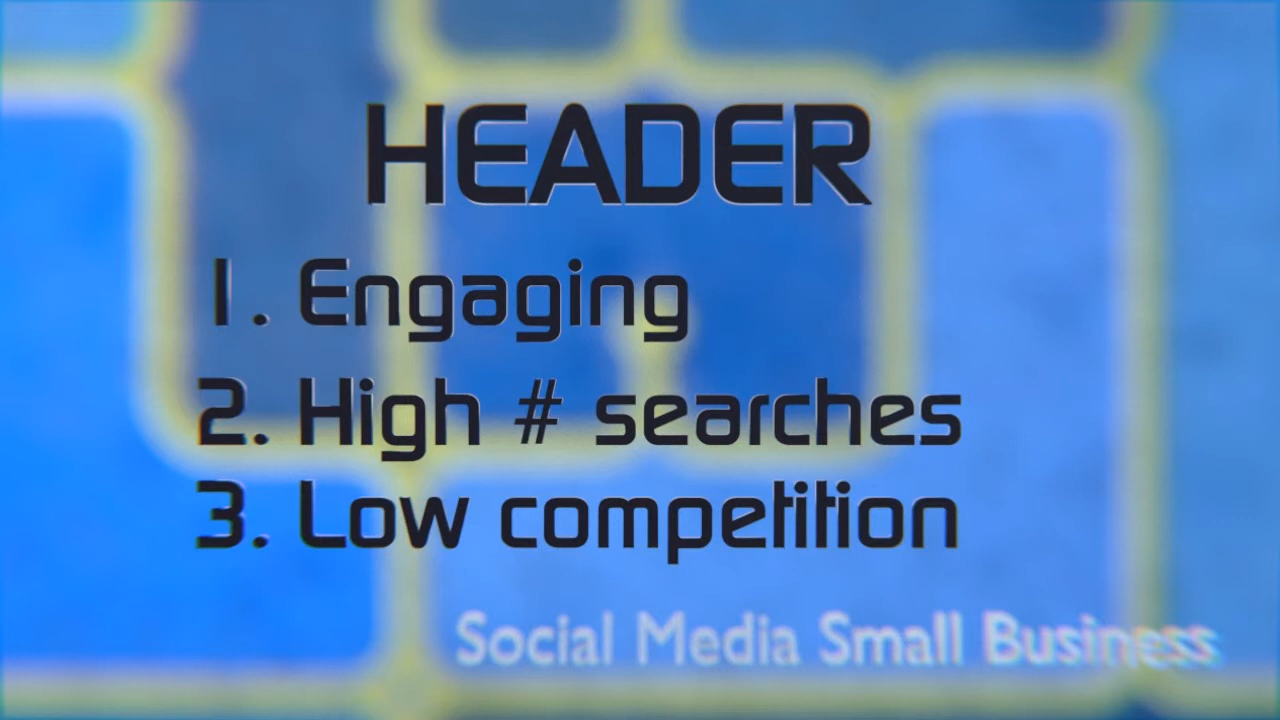 HEADER
1. Engaging
2. High # searches
3. Low competition
Social Media Small Business